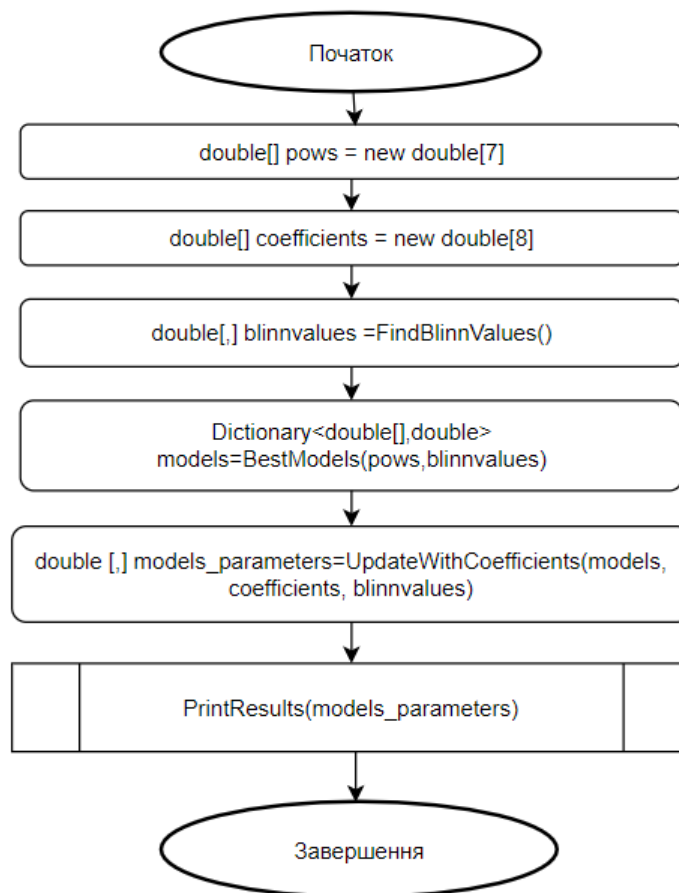 Початок
double[] pows = new double[7]
double[] coefficients = new double[8]
double[,] blinnvalues =FindBlinnValues()
Dictionary<double[],double>
models=BestModels(pows,blinnvalues)
double [,] models_parameters=UpdateWithCoefficients(models,
coefficients, blinnvalues)
PrintResults(models_parameters)
Завершення